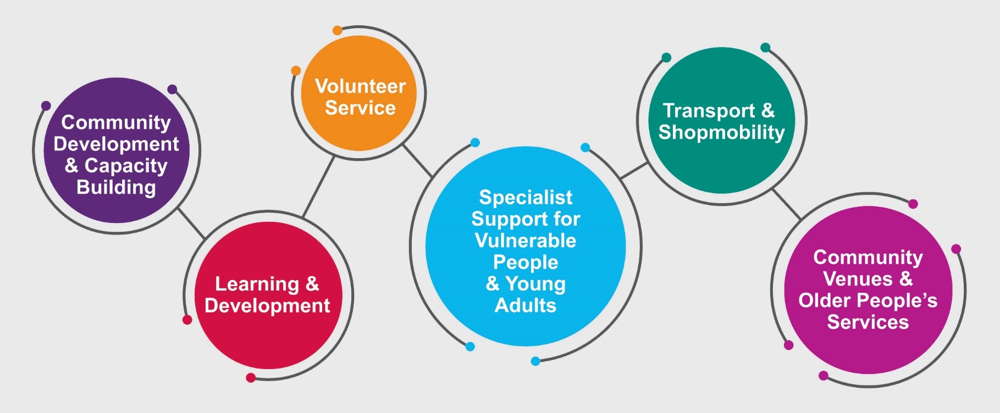 Community
Development
& Capacity
Building
Learning &
Development
Volunteer
Service
Specialist
Support for
Vulnerable
People
& Young
Adults
Transport &
Shopmobility
Community
Venues &
Older People’s
Services